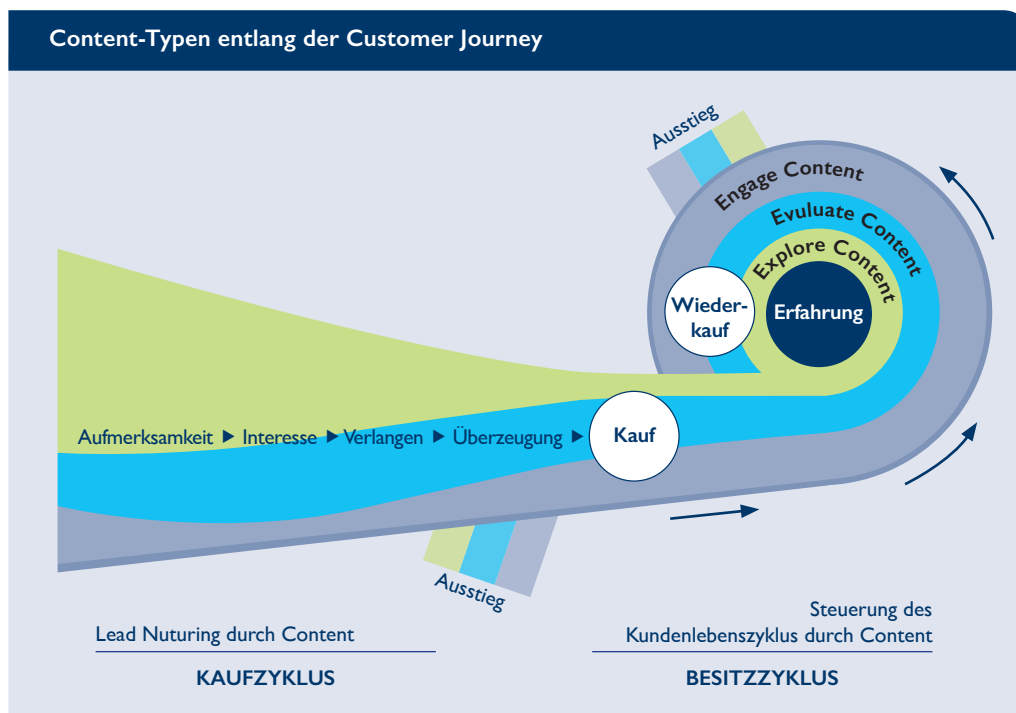 Content-Typen entlang der Customer Journey
Ausstieg
Engage Content
Evuluate Content
Explore Content
Wieder-
kauf
Erfahrung
Aufmerksamkeit ▶ Interesse ▶ Verlangen ▶ Überzeugung ▶
Kauf
Ausstieg
Lead Nuturing durch Content
KAUFZYKLUS
Steuerung des
Kundenlebenszyklus durch Content
BESITZZYKLUS